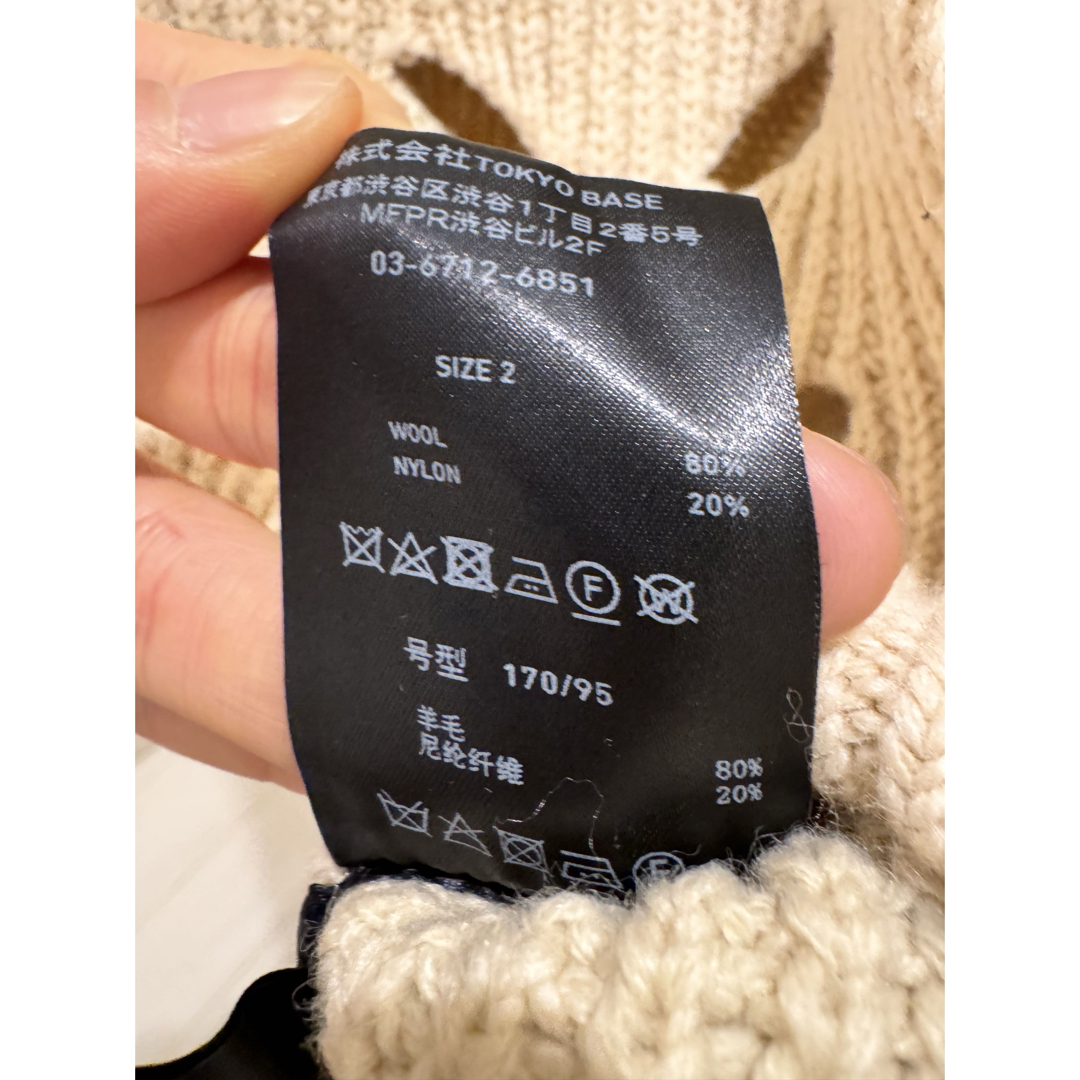 株式会社TOKYO BASE
東京都渋谷区渋谷1丁目2番5号
MFPR渋谷ビル2F
03-6712-6851
SIZE 2
WOOL 80%
NYLON 20%
F W
号型 170/95
羊毛 80%
尼纶纤维 20%
F